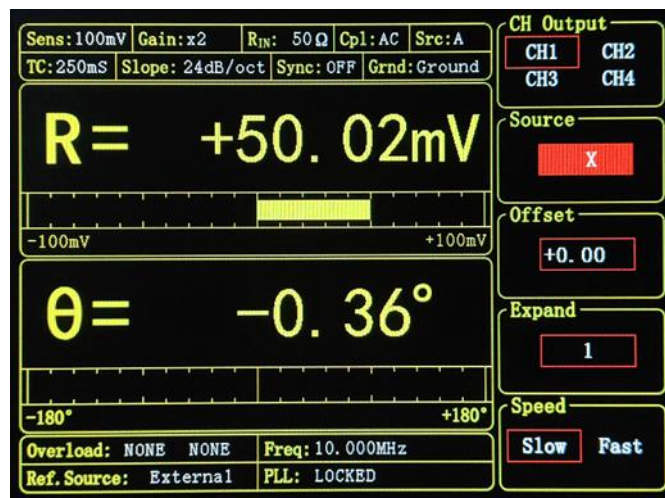 Sens:100mV Gain:x2 RIN: 50Ω Cpl:AC Src:A
TC:250mS Slope: 24dB/oct Sync:OFF Grnd:Ground
R= +50.02mV
-100mV +100mV
θ= -0.36°
-180° +180°
Overload: NONE NONE Freq:10.000MHz
Ref.Source: External PLL: LOCKED
CH Output
CH1 CH2
CH3 CH4
Source
X
Offset
+0.00
Expand
1
Speed
Slow Fast